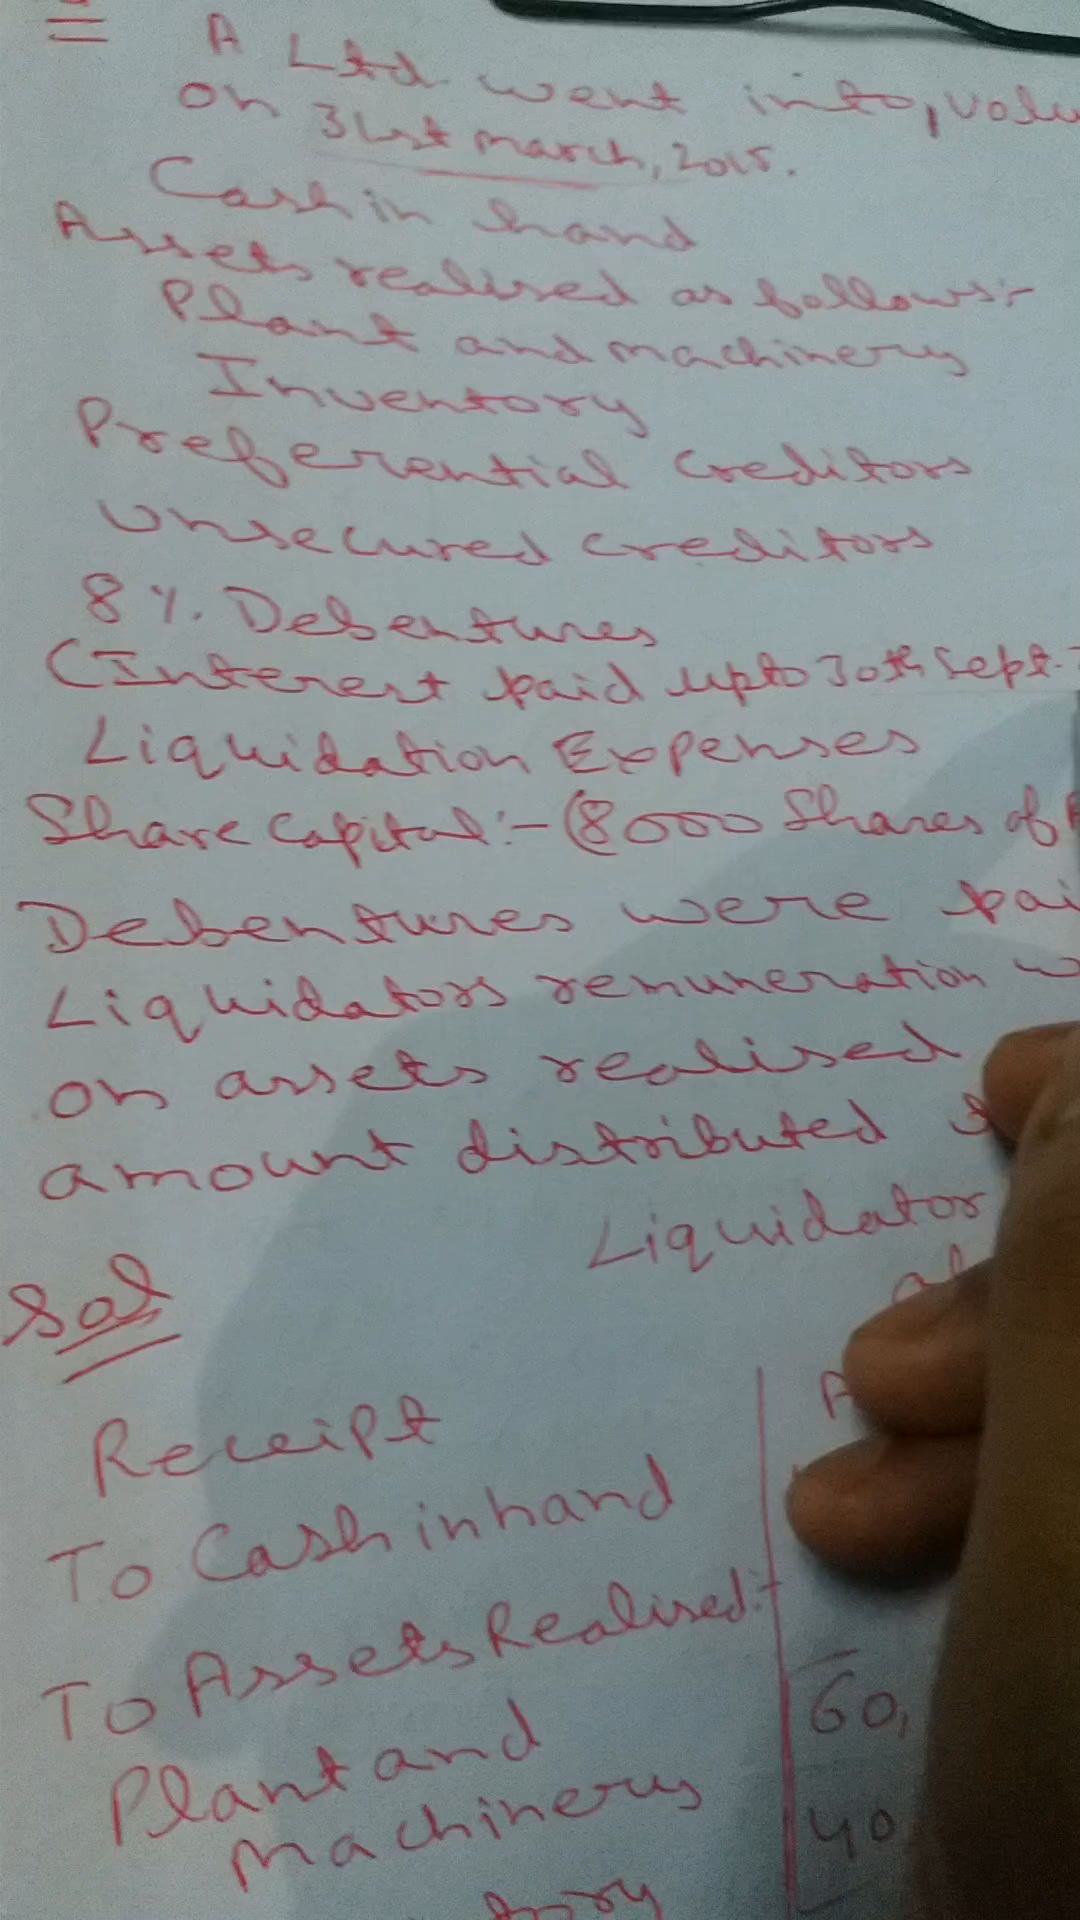 A Ltd. went into, volu
on 31st march, 2015.
Cash in hand
Assets realised as follows:-
Plant and machinery
Inventory
Preferential creditors
Unsecured creditors
8%. Debentures
(Interest paid upto 30th Sept.
Liquidation Expenses
Share Capital:- (8000 Shares of
Debentures were pai
Liquidators remuneration w
on assets realised
amount distributed
Liquidator
Sol
Receipt
To Cash in hand
To Assets Realised:-
Plant and 60,
machinery
40